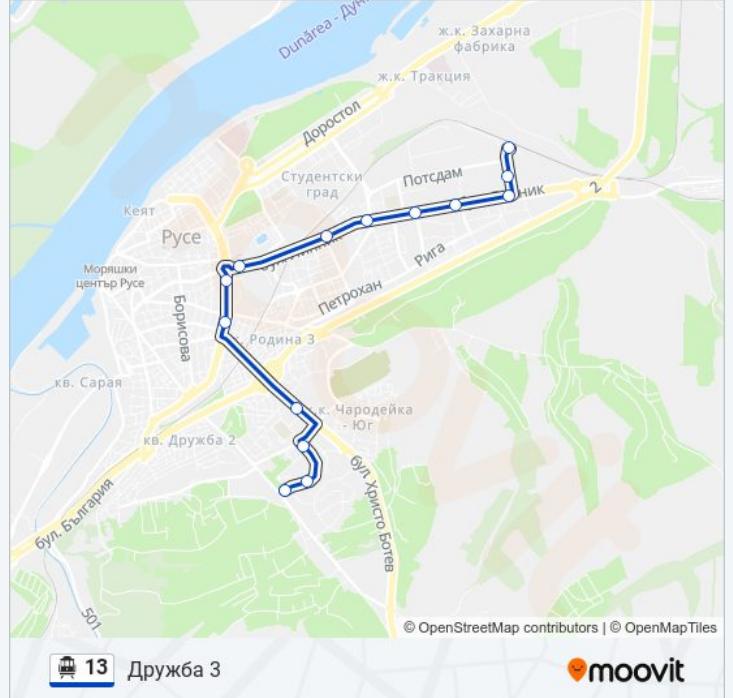 Dunărea - Дун
ж.к. Захарна
фабрика
ж.к. Тракция
Доростол
Студентски
град
Потсдам
2
Кеят
Русе
ник
Рига
Моряшки
център Русе
Петрохан
Борисова
Родина 3
кв. Сарая
ж.к. Чародейка
- Юг
кв. Дружба 2
бул. Христо Ботев
бул. България
501
© OpenStreetMap contributors | © OpenMapTiles
13 Дружба 3
moovit